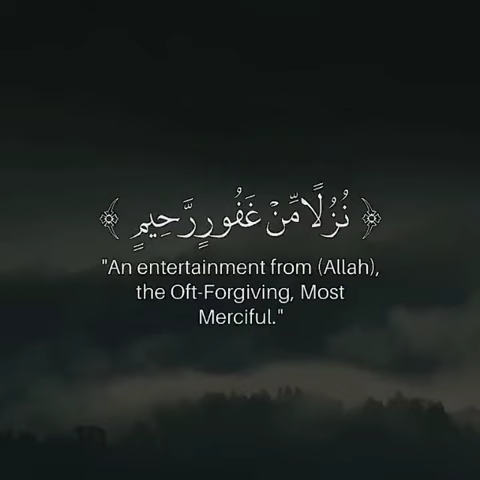 ﴿ نُزُلًا مِّنْ غَفُورٍ رَّحِيمٍ ﴾
"An entertainment from (Allah),
the Oft-Forgiving, Most
Merciful."